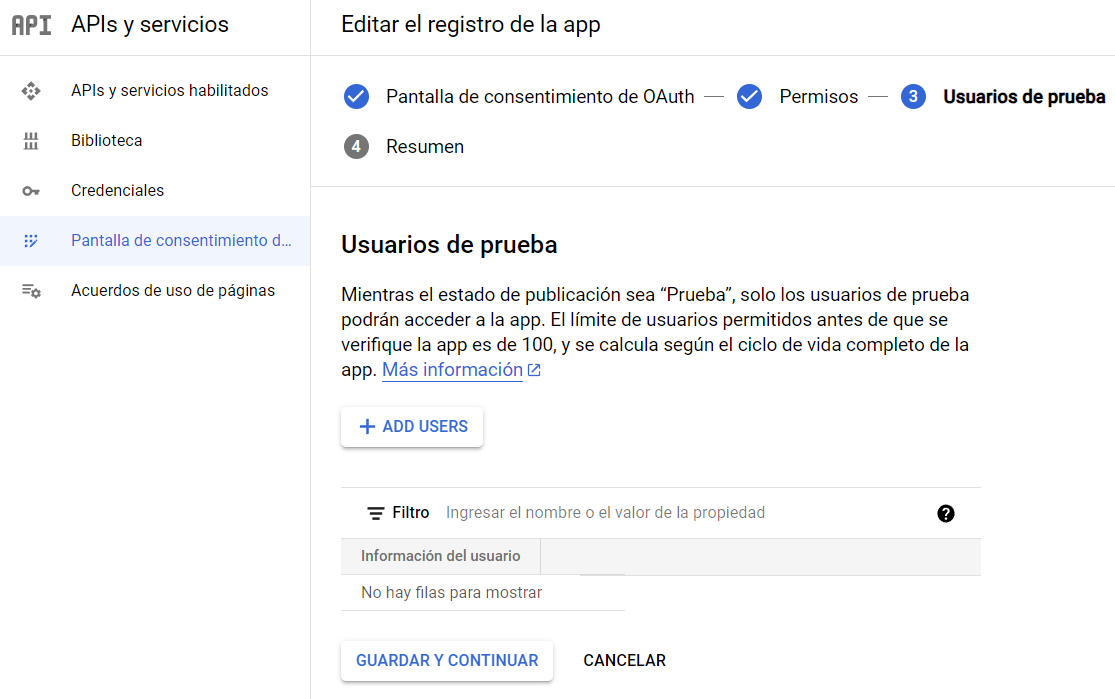 API APIs y servicios
APIs y servicios habilitados
Biblioteca
Credenciales
Pantalla de consentimiento d...
Acuerdos de uso de páginas
Editar el registro de la app
Pantalla de consentimiento de OAuth — Permisos — 3 Usuarios de prueba
4 Resumen
Usuarios de prueba
Mientras el estado de publicación sea “Prueba”, solo los usuarios de prueba
podrán acceder a la app. El límite de usuarios permitidos antes de que se
verifique la app es de 100, y se calcula según el ciclo de vida completo de la
app. Más información
+ ADD USERS
Filtro Ingresar el nombre o el valor de la propiedad ?
Información del usuario
No hay filas para mostrar
GUARDAR Y CONTINUAR CANCELAR